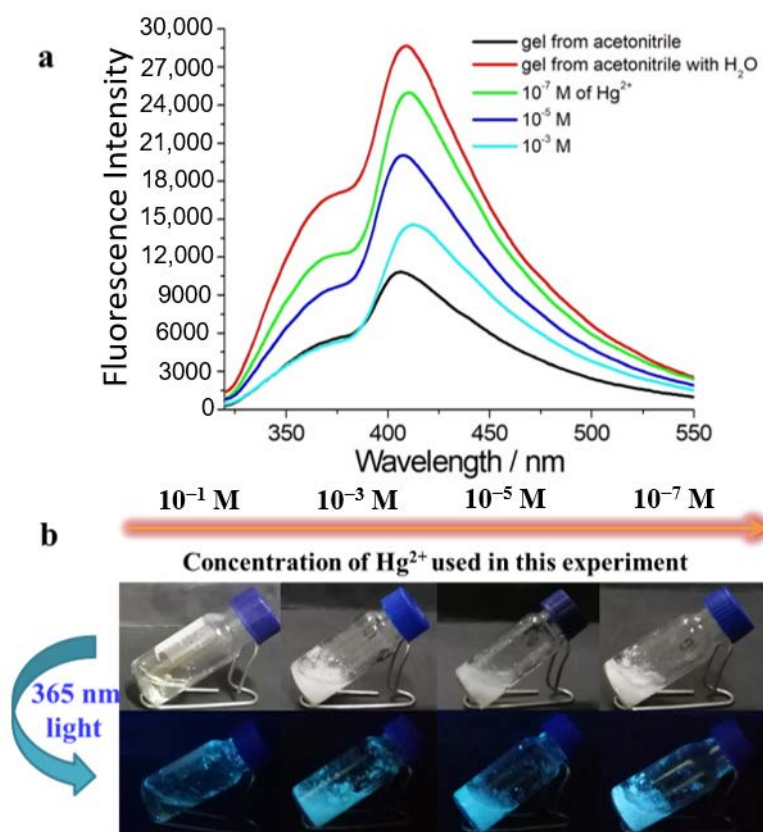 a
Fluorescence Intensity
30,000
27,000
24,000
21,000
18,000
15,000
12,000
9000
6000
3000
0
gel from acetonitrile
gel from acetonitrile with H₂O
10⁻⁷ M of Hg²⁺
10⁻⁵ M
10⁻³ M
350 400 450 500 550
Wavelength / nm
10⁻¹ M 10⁻³ M 10⁻⁵ M 10⁻⁷ M
b
Concentration of Hg²⁺ used in this experiment
365 nm
light